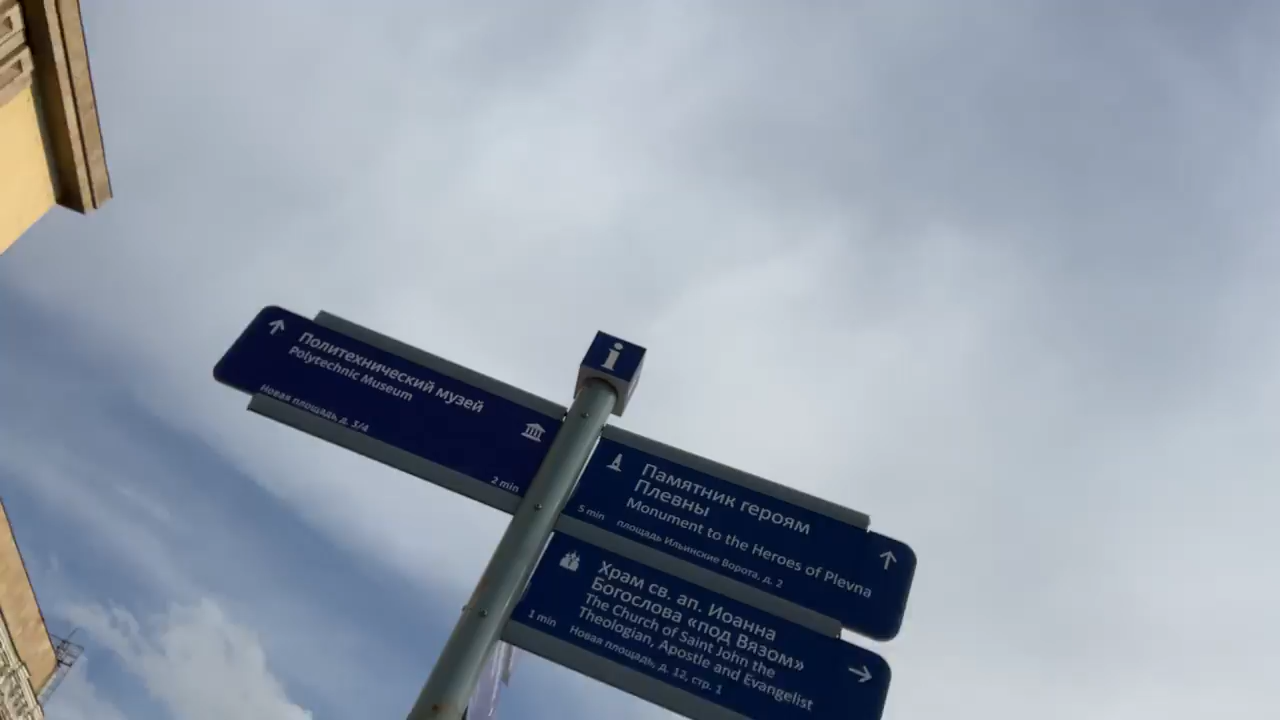 i
Политехнический музей
Polytechnic Museum
Новая площадь, д. 3/4
2 min
Памятник героям
Плевны
Monument to the Heroes of Plevna
5 min
площадь Ильинские Ворота, д. 2
Храм св. ап. Иоанна
Богослова «под Вязом»
The Church of Saint John the
Theologian, Apostle and Evangelist
1 min
Новая площадь, д. 12, стр. 1